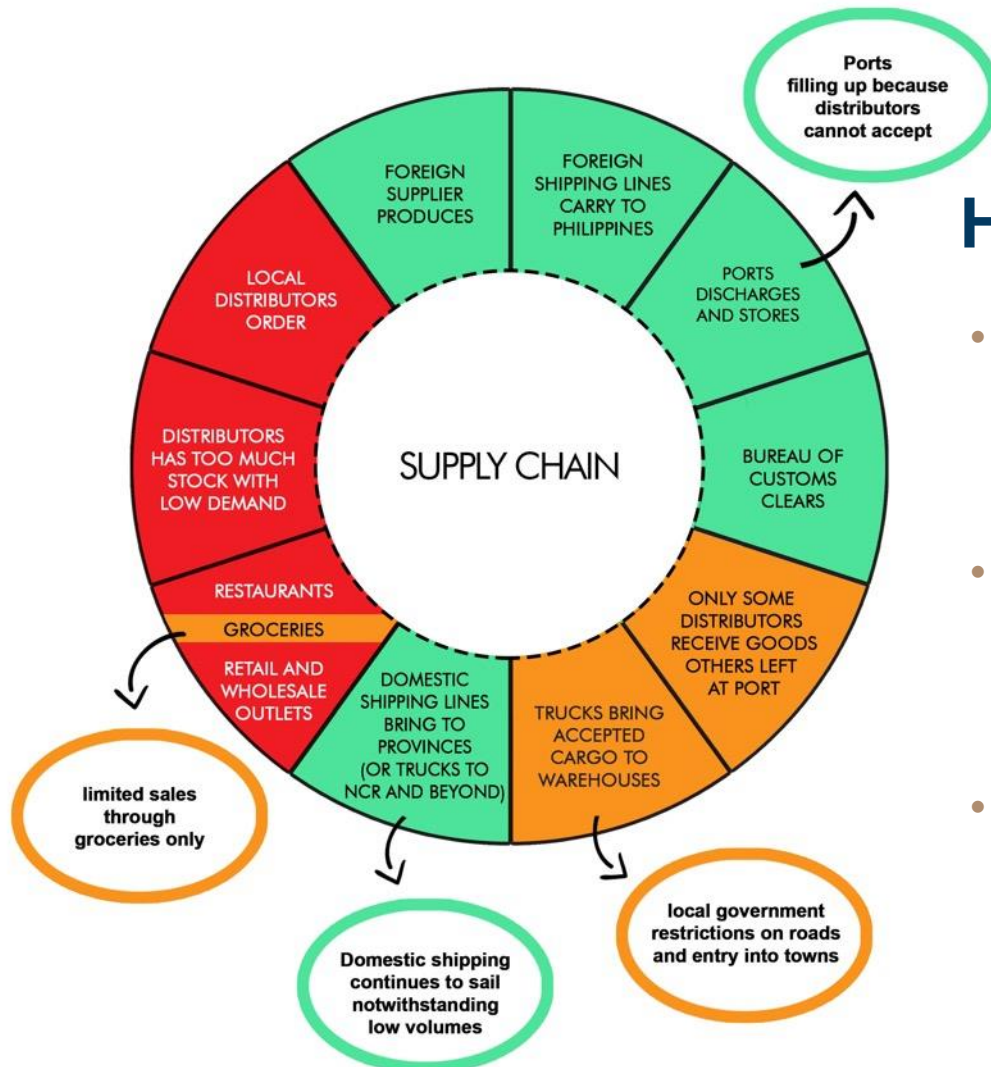 Ports
filling up because
distributors
cannot accept
FOREIGN
SUPPLIER
PRODUCES
FOREIGN
SHIPPING LINES
CARRY TO
PHILIPPINES
H
PORTS
DISCHARGES
AND STORES
LOCAL
DISTRIBUTORS
ORDER
DISTRIBUTORS
HAS TOO MUCH
STOCK WITH
LOW DEMAND
SUPPLY CHAIN
BUREAU OF
CUSTOMS
CLEARS
RESTAURANTS
GROCERIES
RETAIL AND
WHOLESALE
OUTLETS
DOMESTIC
SHIPPING LINES
BRING TO
PROVINCES
(OR TRUCKS TO
NCR AND BEYOND)
TRUCKS BRING
ACCEPTED
CARGO TO
WAREHOUSES
ONLY SOME
DISTRIBUTORS
RECEIVE GOODS
OTHERS LEFT
AT PORT
limited sales
through
groceries only
Domestic shipping
continues to sail
notwithstanding
low volumes
local government
restrictions on roads
and entry into towns